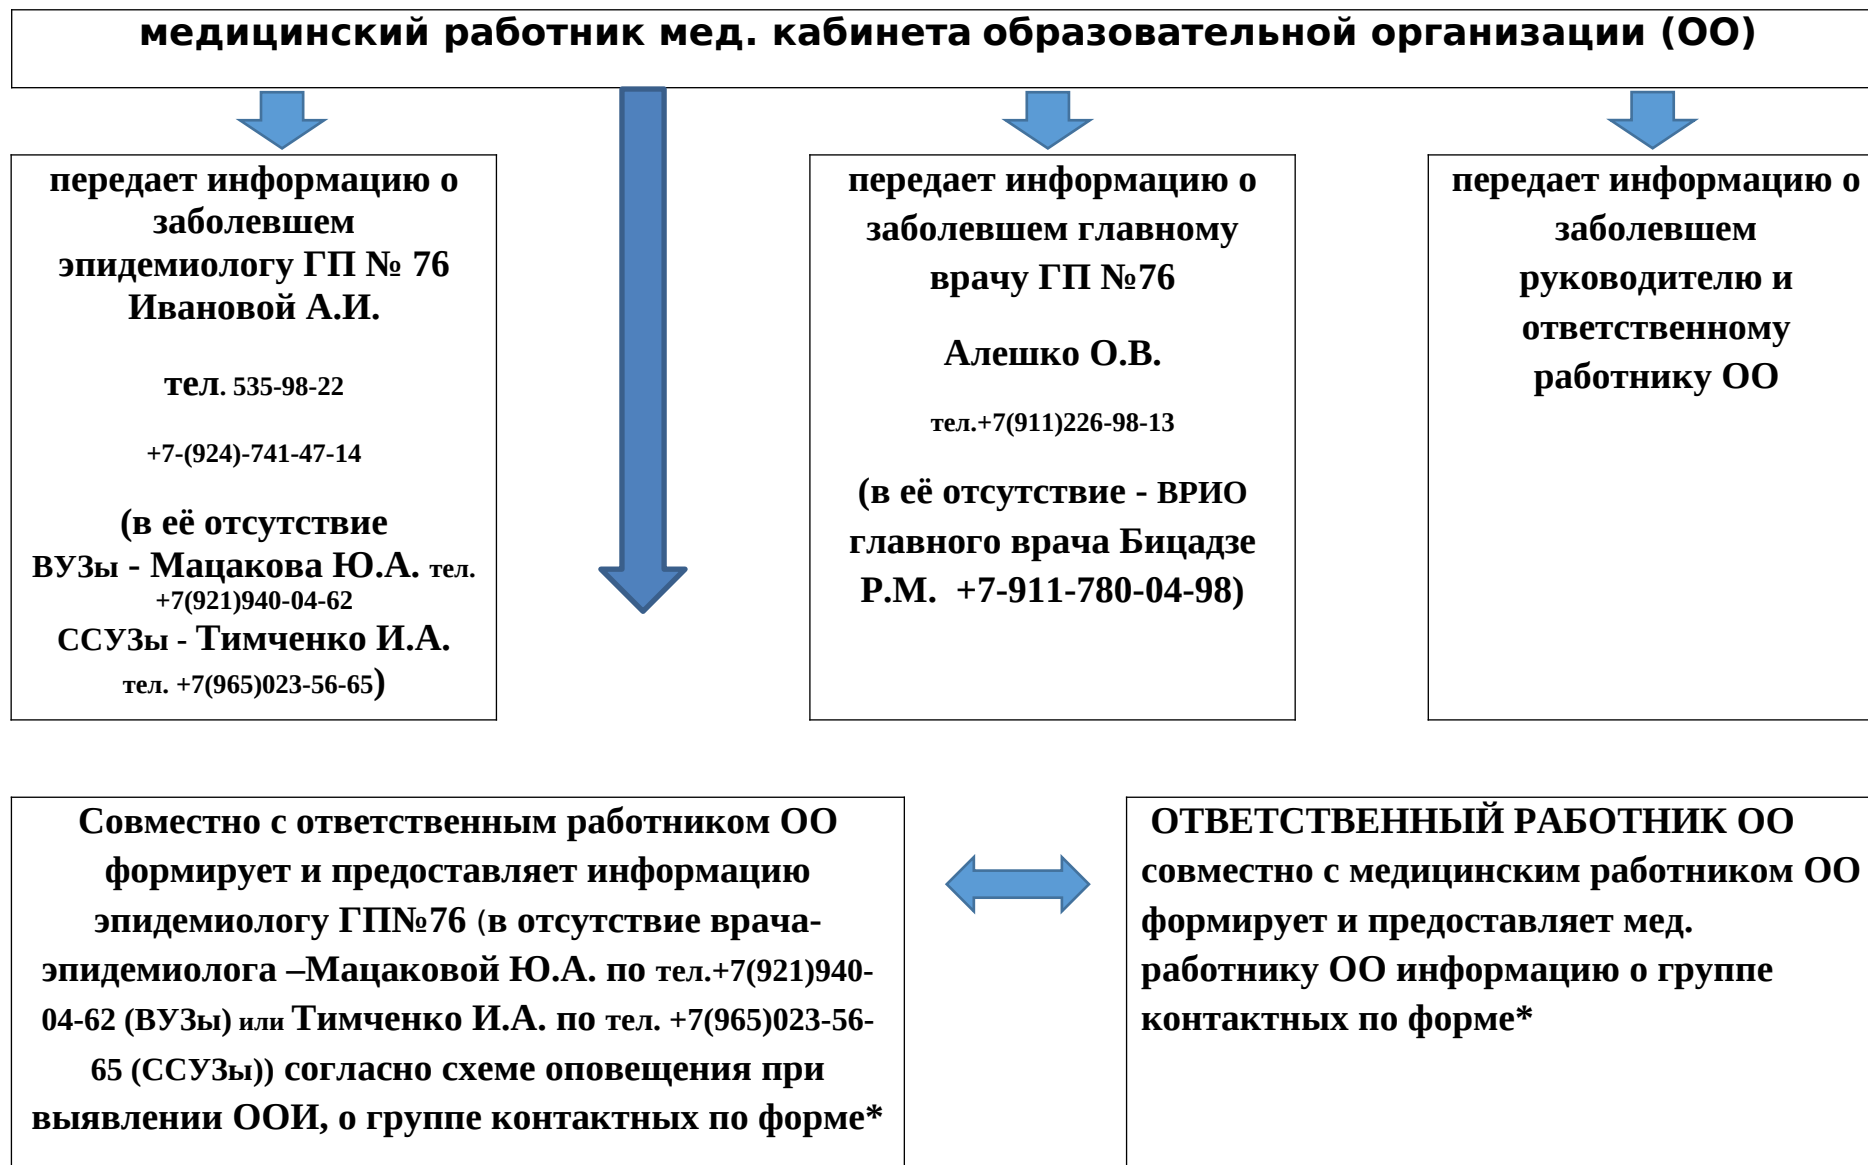 медицинский работник мед. кабинета образовательной организации (ОО)
передает информацию о
заболевшем
эпидемиологу ГП № 76
Ивановой А.И.
тел. 535-98-22
+7-(924)-741-47-14
(в её отсутствие
ВУЗы - Мацакова Ю.А. тел.
+7(921)940-04-62
ССУЗы - Тимченко И.А.
тел. +7(965)023-56-65)
передает информацию о
заболевшем главному
врачу ГП №76
Алешко О.В.
тел.+7(911)226-98-13
(в её отсутствие - ВРИО
главного врача Бицадзе
Р.М. +7-911-780-04-98)
передает информацию о
заболевшем
руководителю и
ответственному
работнику ОО
Совместно с ответственным работником ОО
формирует и предоставляет информацию
эпидемиологу ГП№76 (в отсутствие врача-
эпидемиолога –Мацаковой Ю.А. по тел.+7(921)940-
04-62 (ВУЗы) или Тимченко И.А. по тел. +7(965)023-56-
65 (ССУЗы)) согласно схеме оповещения при
выявлении ООИ, о группе контактных по форме*
ОТВЕТСТВЕННЫЙ РАБОТНИК ОО
совместно с медицинским работником ОО
формирует и предоставляет мед.
работнику ОО информацию о группе
контактных по форме*